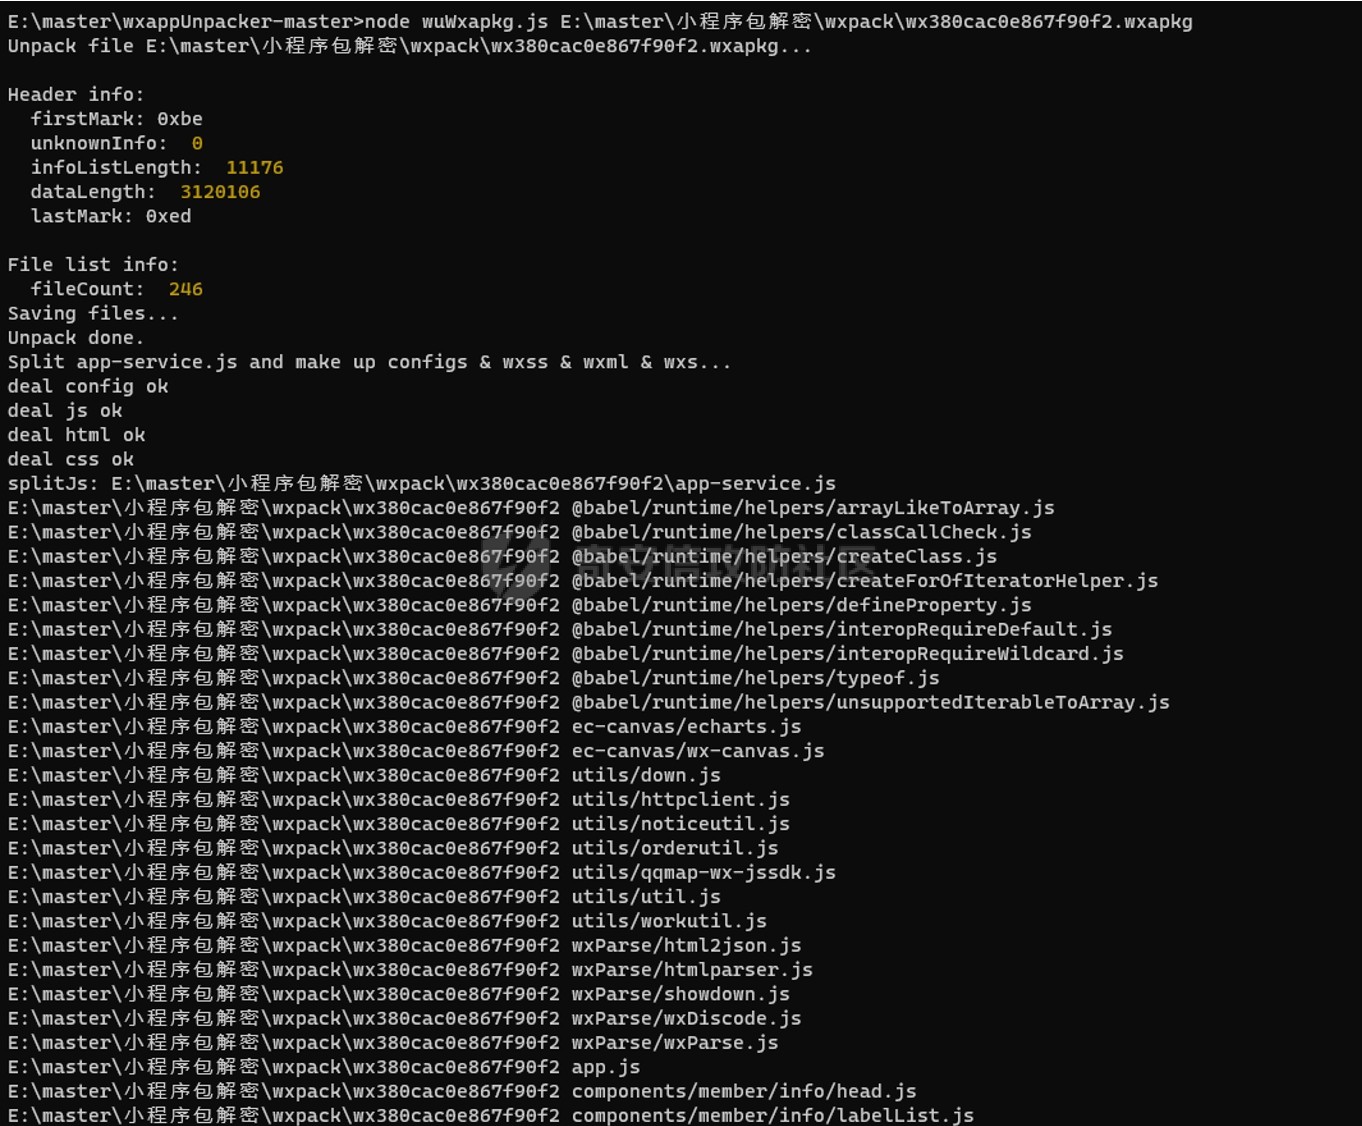 E:\master\wxappUnpacker-master>node wuWxapkg.js E:\master\小程序包解密\wxpack\wx380cac0e867f90f2.wxapkg
Unpack file E:\master\小程序包解密\wxpack\wx380cac0e867f90f2.wxapkg...
Header info:
firstMark: 0xbe
unknownInfo: 0
infoListLength: 11176
dataLength: 3120106
lastMark: 0xed
File list info:
fileCount: 246
Saving files...
Unpack done.
Split app-service.js and make up configs & wxss & wxml & wxs...
deal config ok
deal js ok
deal html ok
deal css ok
splitJs: E:\master\小程序包解密\wxpack\wx380cac0e867f90f2\app-service.js
E:\master\小程序包解密\wxpack\wx380cac0e867f90f2 @babel/runtime/helpers/arrayLikeToArray.js
E:\master\小程序包解密\wxpack\wx380cac0e867f90f2 @babel/runtime/helpers/classCallCheck.js
E:\master\小程序包解密\wxpack\wx380cac0e867f90f2 @babel/runtime/helpers/createClass.js
奇安信攻防社区
E:\master\小程序包解密\wxpack\wx380cac0e867f90f2 @babel/runtime/helpers/createForOfIteratorHelper.js
E:\master\小程序包解密\wxpack\wx380cac0e867f90f2 @babel/runtime/helpers/defineProperty.js
E:\master\小程序包解密\wxpack\wx380cac0e867f90f2 @babel/runtime/helpers/interopRequireDefault.js
E:\master\小程序包解密\wxpack\wx380cac0e867f90f2 @babel/runtime/helpers/interopRequireWildcard.js
E:\master\小程序包解密\wxpack\wx380cac0e867f90f2 @babel/runtime/helpers/typeof.js
E:\master\小程序包解密\wxpack\wx380cac0e867f90f2 @babel/runtime/helpers/unsupportedIterableToArray.js
E:\master\小程序包解密\wxpack\wx380cac0e867f90f2 ec-canvas/echarts.js
E:\master\小程序包解密\wxpack\wx380cac0e867f90f2 ec-canvas/wx-canvas.js
E:\master\小程序包解密\wxpack\wx380cac0e867f90f2 utils/down.js
E:\master\小程序包解密\wxpack\wx380cac0e867f90f2 utils/httpclient.js
E:\master\小程序包解密\wxpack\wx380cac0e867f90f2 utils/noticeutil.js
E:\master\小程序包解密\wxpack\wx380cac0e867f90f2 utils/orderutil.js
E:\master\小程序包解密\wxpack\wx380cac0e867f90f2 utils/qqmap-wx-jssdk.js
E:\master\小程序包解密\wxpack\wx380cac0e867f90f2 utils/util.js
E:\master\小程序包解密\wxpack\wx380cac0e867f90f2 utils/workutil.js
E:\master\小程序包解密\wxpack\wx380cac0e867f90f2 wxParse/html2json.js
E:\master\小程序包解密\wxpack\wx380cac0e867f90f2 wxParse/htmlparser.js
E:\master\小程序包解密\wxpack\wx380cac0e867f90f2 wxParse/showdown.js
E:\master\小程序包解密\wxpack\wx380cac0e867f90f2 wxParse/wxDiscode.js
E:\master\小程序包解密\wxpack\wx380cac0e867f90f2 wxParse/wxParse.js
E:\master\小程序包解密\wxpack\wx380cac0e867f90f2 app.js
E:\master\小程序包解密\wxpack\wx380cac0e867f90f2 components/member/info/head.js
E:\master\小程序包解密\wxpack\wx380cac0e867f90f2 components/member/info/labelList.js